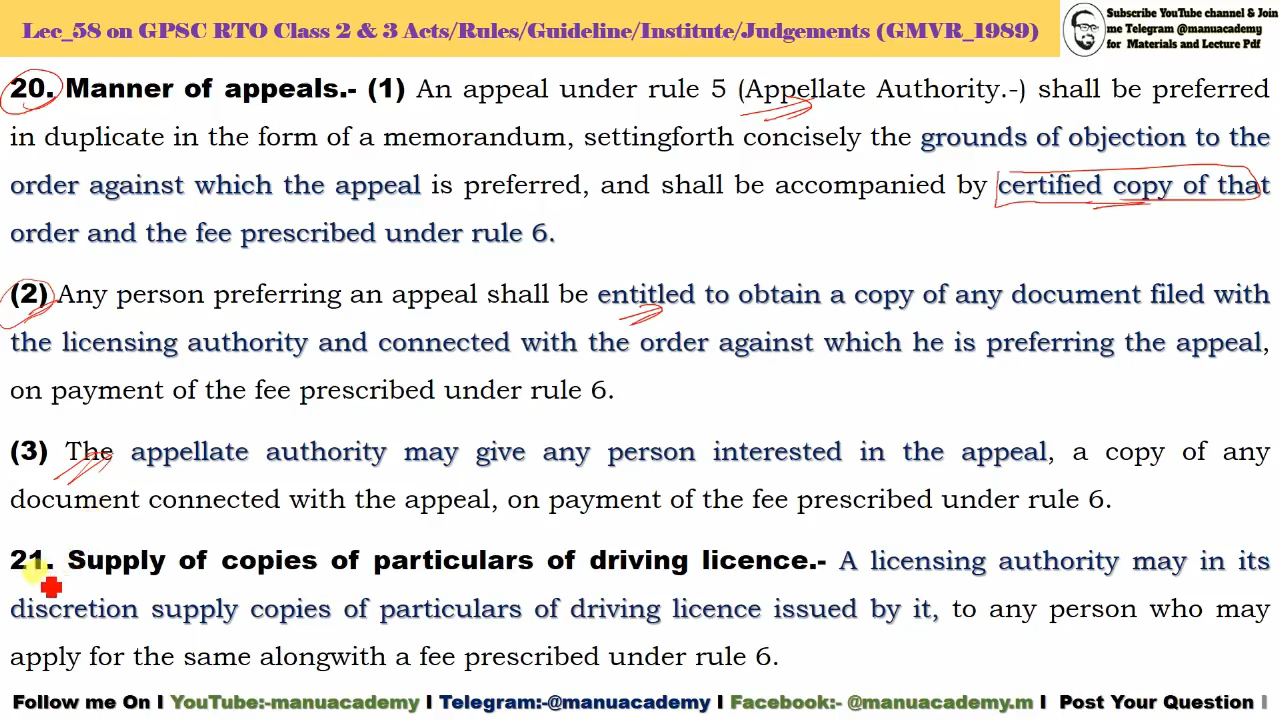 Lec_58 on GPSC RTO Class 2 & 3 Acts/Rules/Guideline/Institute/Judgements (GMVR_1989)
Subscribe YouTube channel & Join
me Telegram @manuacademy
for Materials and Lecture Pdf
20. Manner of appeals.- (1) An appeal under rule 5 (Appellate Authority.-) shall be preferred
in duplicate in the form of a memorandum, settingforth concisely the grounds of objection to the
order against which the appeal is preferred, and shall be accompanied by certified copy of that
order and the fee prescribed under rule 6.
(2) Any person preferring an appeal shall be entitled to obtain a copy of any document filed with
the licensing authority and connected with the order against which he is preferring the appeal,
on payment of the fee prescribed under rule 6.
(3) The appellate authority may give any person interested in the appeal, a copy of any
document connected with the appeal, on payment of the fee prescribed under rule 6.
21. Supply of copies of particulars of driving licence.- A licensing authority may in its
discretion supply copies of particulars of driving licence issued by it, to any person who may
apply for the same alongwith a fee prescribed under rule 6.
Follow me On I YouTube:-manuacademy I Telegram:-@manuacademy I Facebook:- @manuacademy.m I Post Your Question I